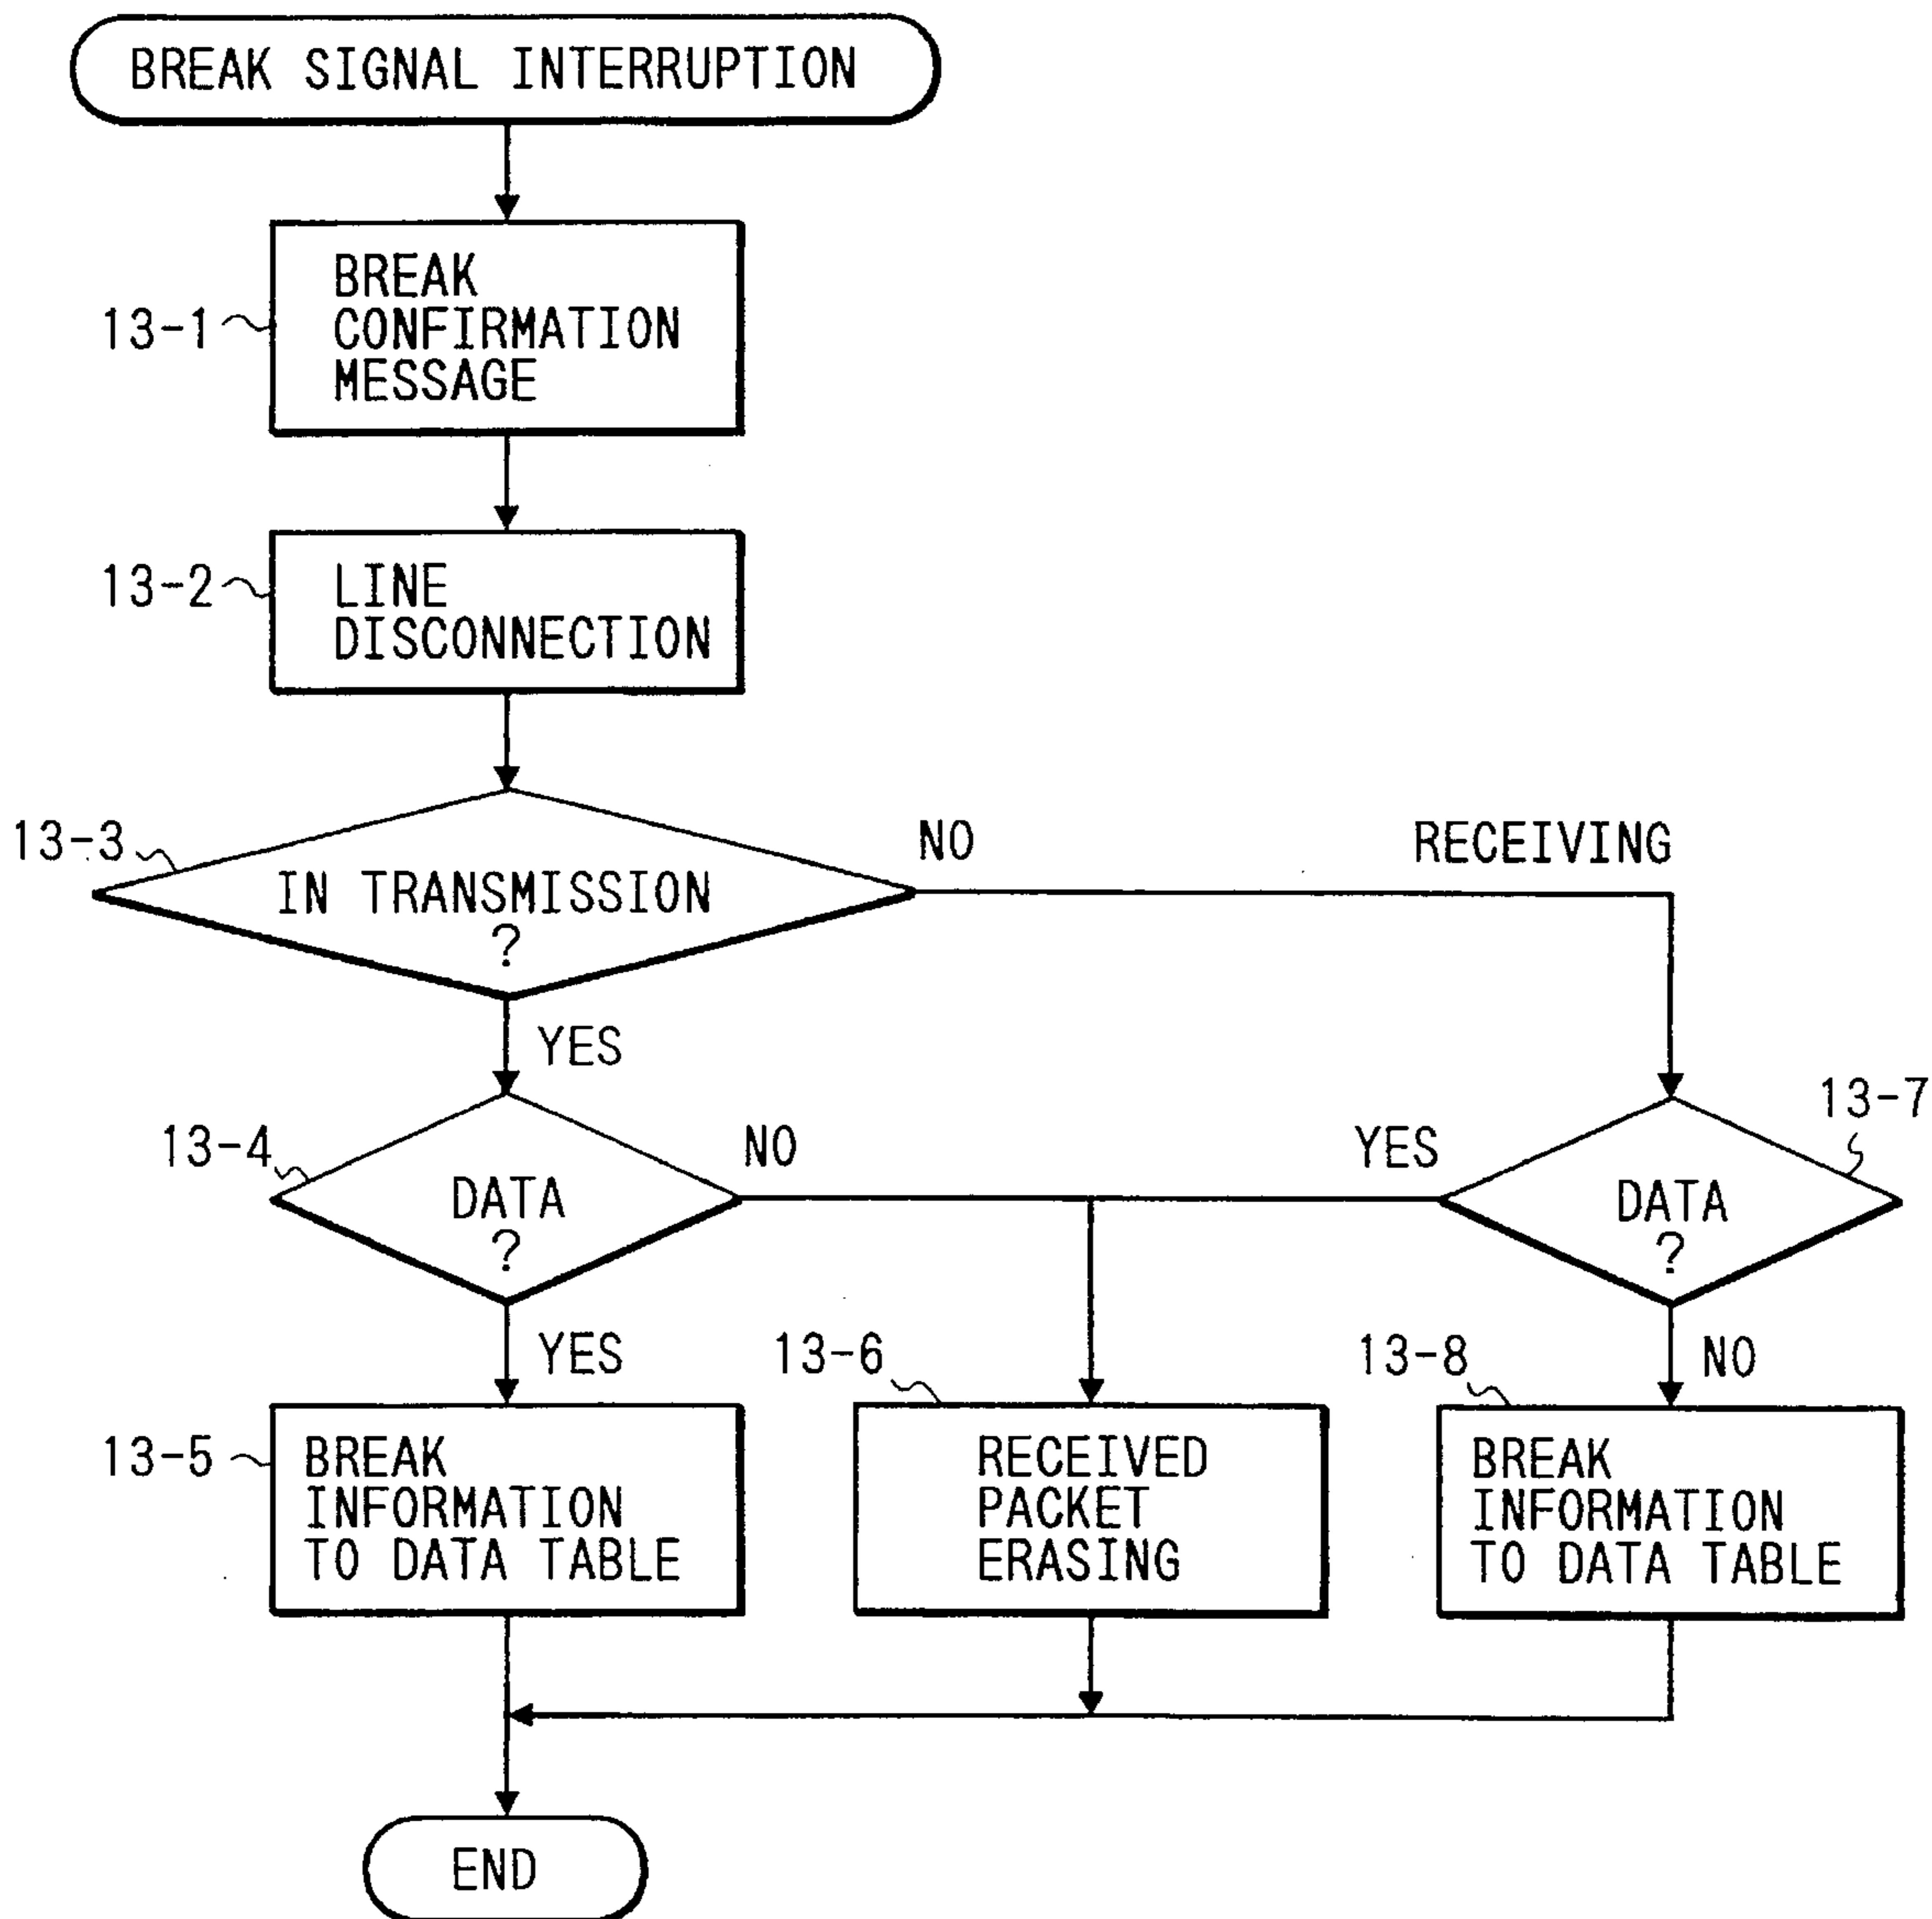 BREAK SIGNAL INTERRUPTION
13-1
BREAK
CONFIRMATION
MESSAGE
13-2
LINE
DISCONNECTION
13-3
IN TRANSMISSION
?
NO
RECEIVING
YES
13-4
DATA
?
NO
YES
13-7
DATA
?
YES
13-5
BREAK
INFORMATION
TO DATA TABLE
13-6
RECEIVED
PACKET
ERASING
13-8
NO
BREAK
INFORMATION
TO DATA TABLE
END